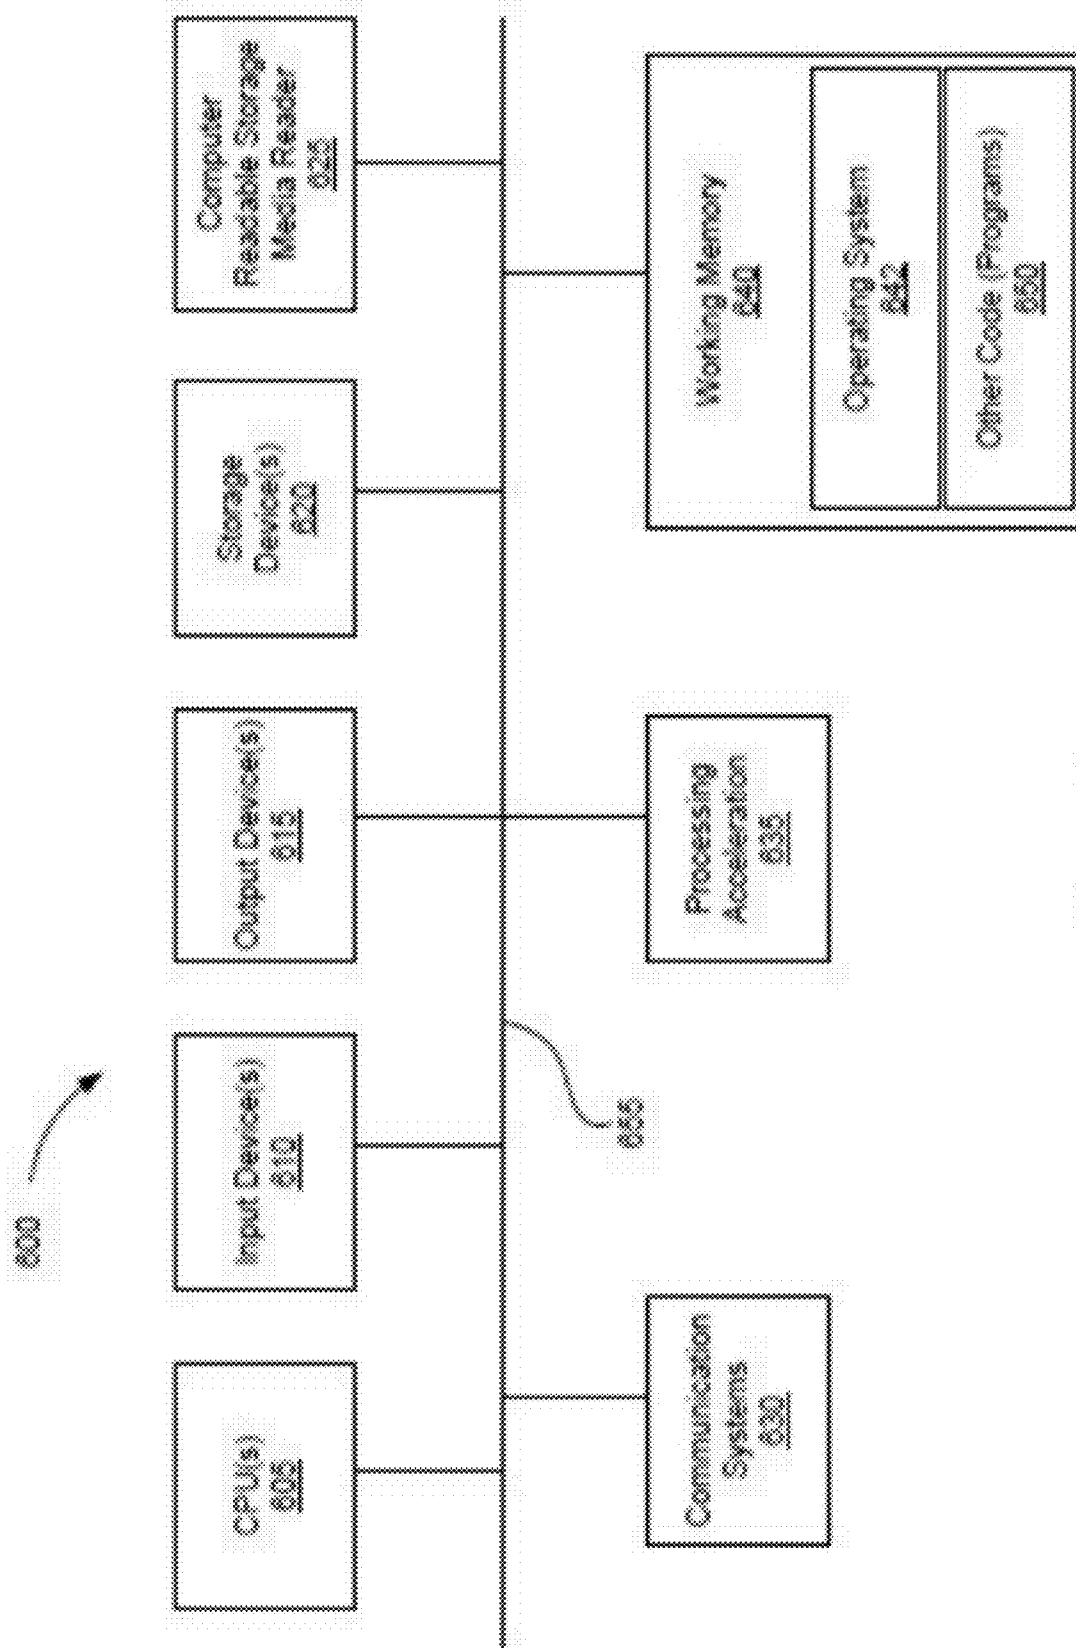 600
CPU(s)
605
Input Device(s)
610
Output Device(s)
615
Storage
Device(s)
620
Computer
Readable Storage
Media Reader
625
655
Communication
Systems
630
Processing
Acceleration
635
Working Memory
640
Operating System
642
Other Code (Programs)
650